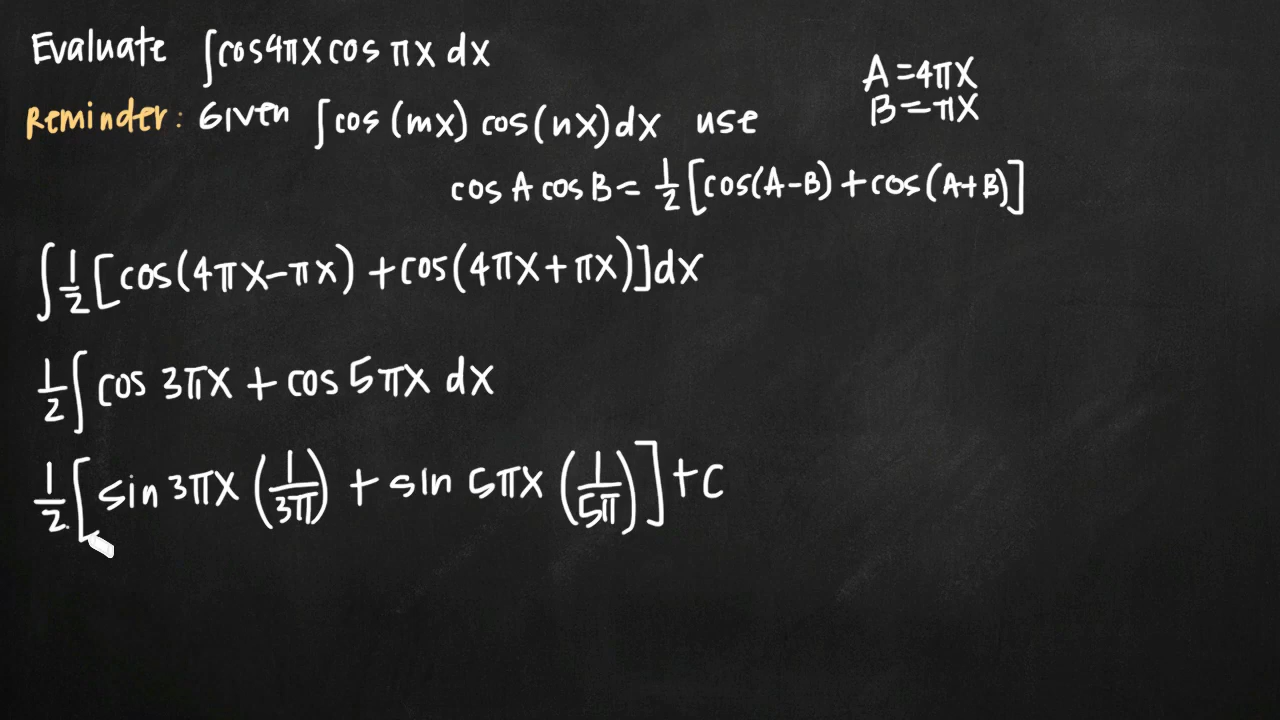 Evaluate ∫cos4πx cos πx dx
A=4πx
B=πx
Reminder: Given ∫cos(mx) cos(nx)dx use
cos A cos B = 1/2 [cos(A-B) + cos(A+B)]
∫1/2 [cos(4πx-πx) + cos(4πx+πx)]dx
1/2 ∫ cos 3πx + cos 5πx dx
1/2 [sin 3πx (1/3π) + sin 5πx (1/5π)] + C